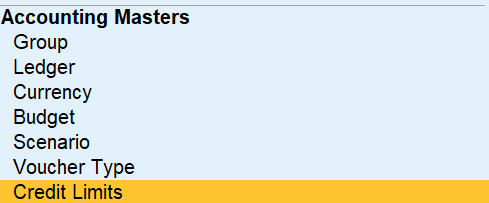 Accounting Masters
Group
Ledger
Currency
Budget
Scenario
Voucher Type
Credit Limits